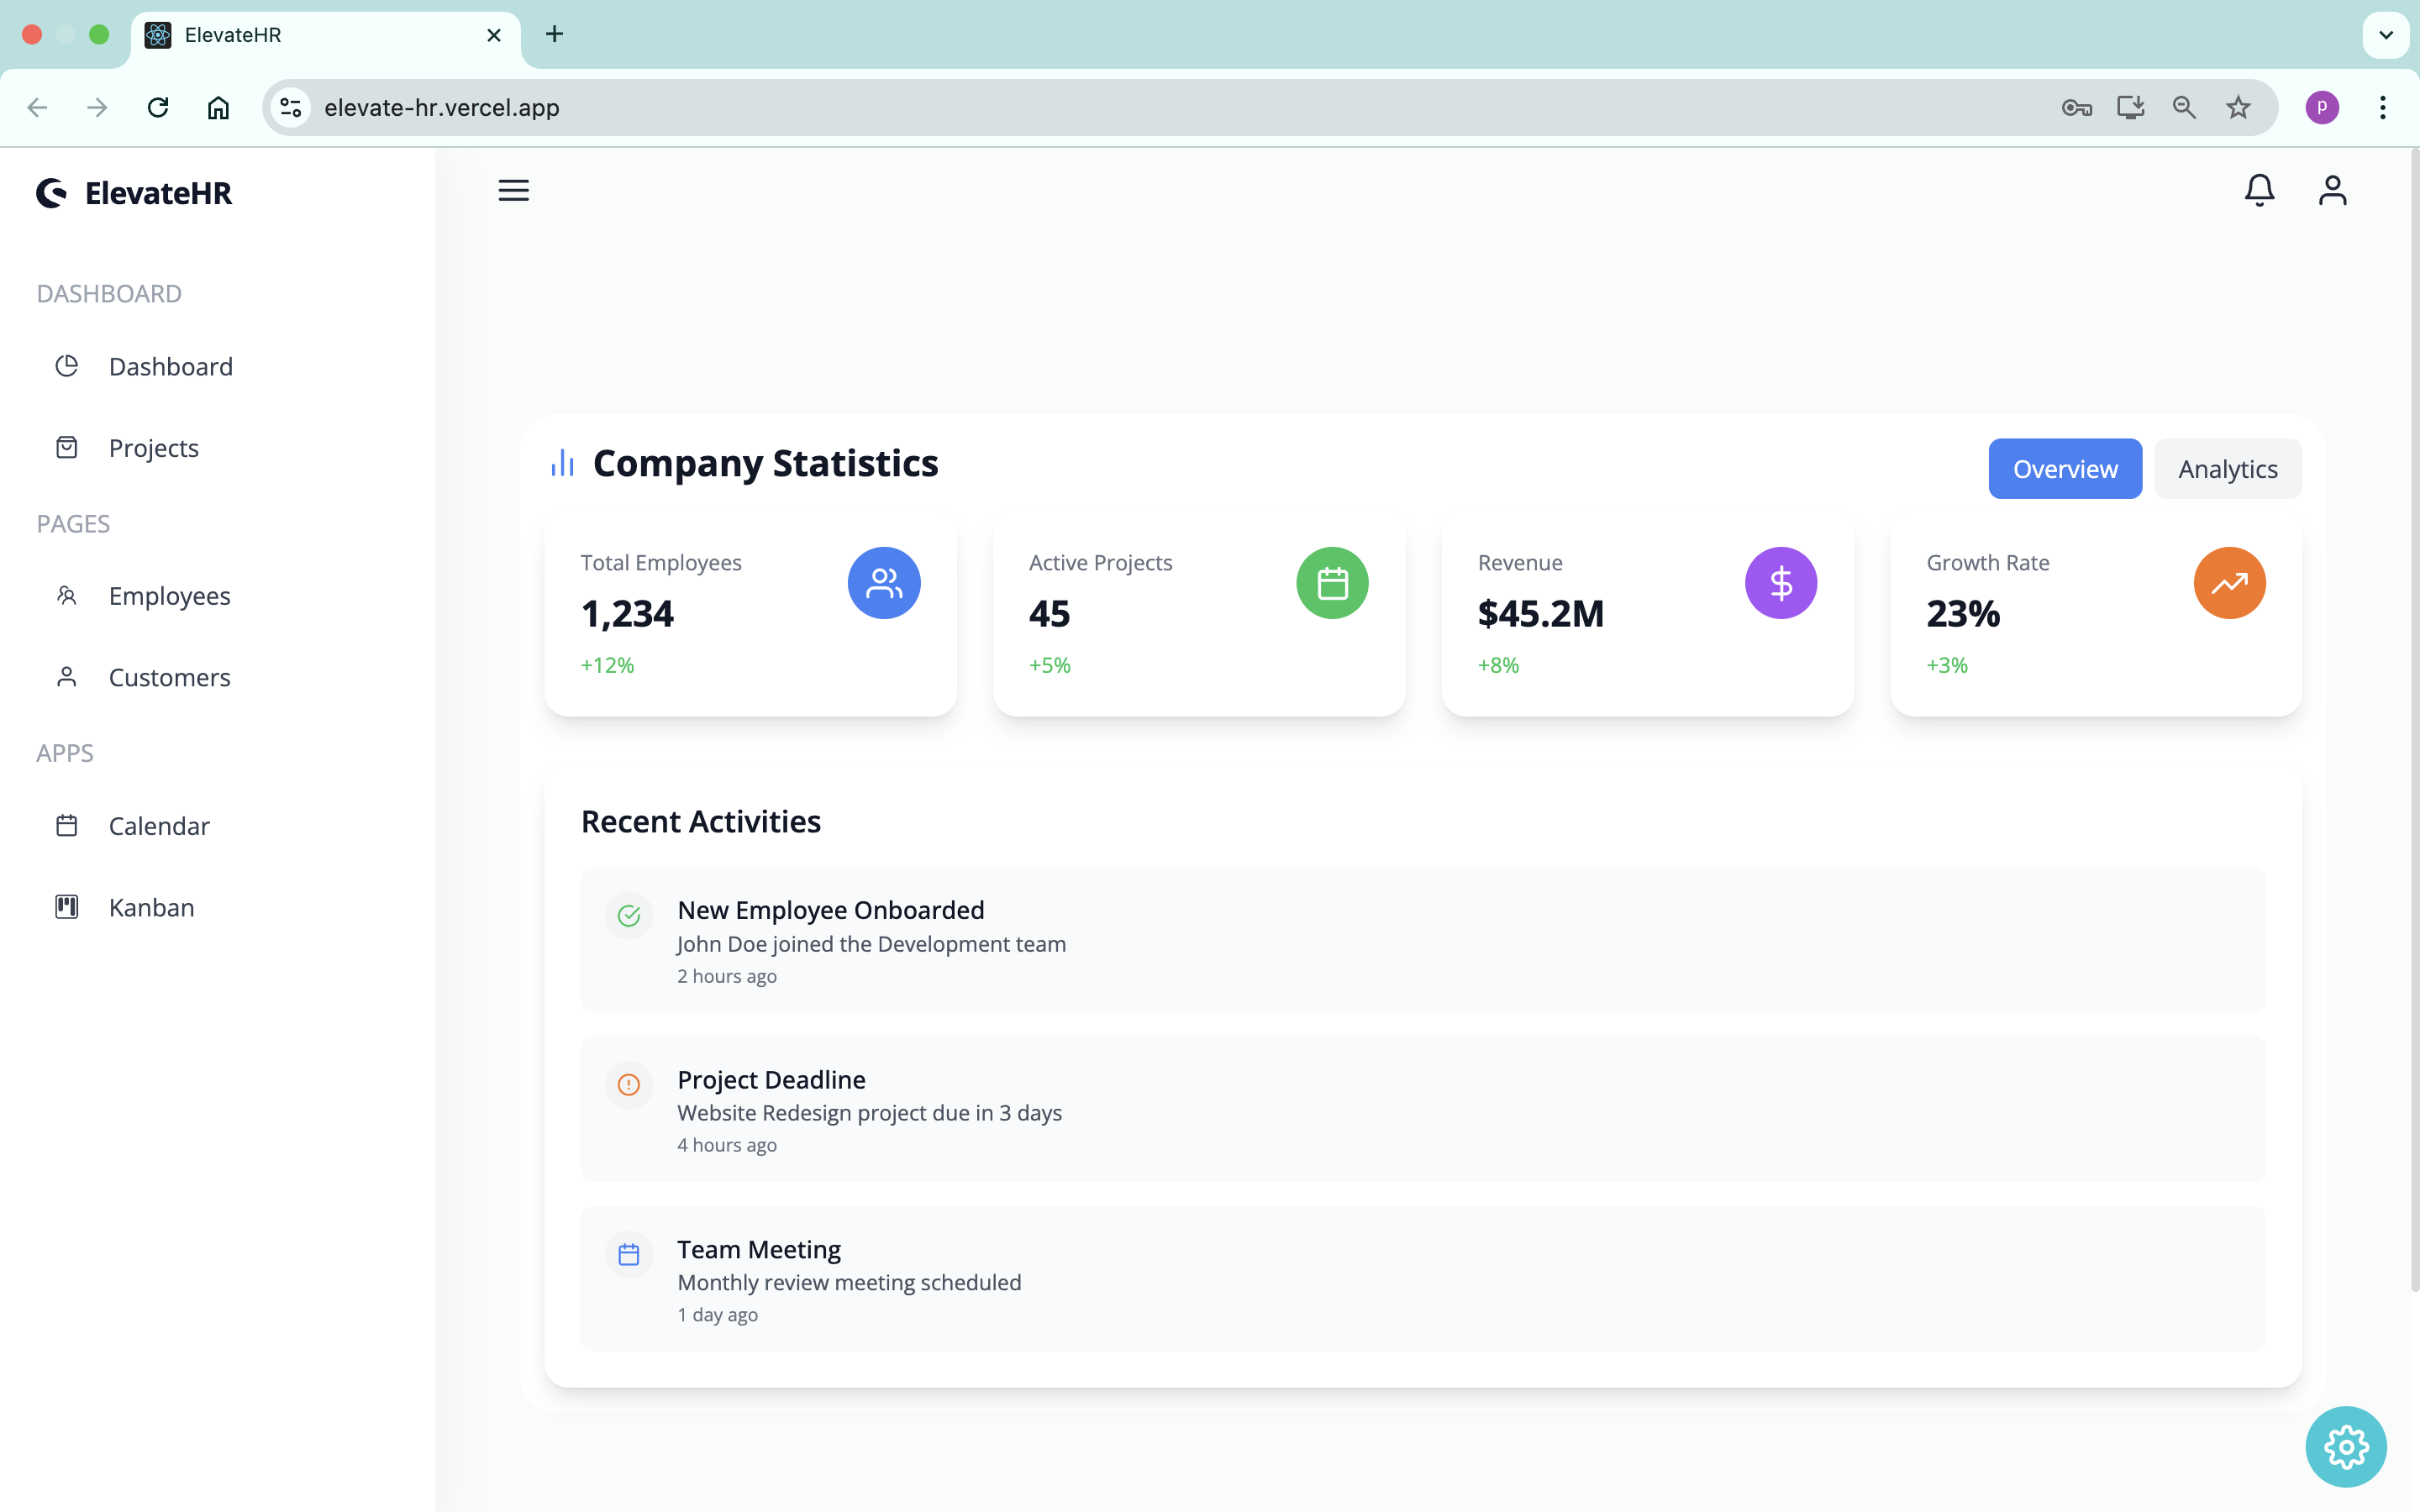 ElevateHR
elevate-hr.vercel.app
p
ElevateHR
DASHBOARD
Dashboard
Projects
PAGES
Employees
Customers
APPS
Calendar
Kanban
Company Statistics
Overview
Analytics
Total Employees
1,234
+12%
Active Projects
45
+5%
Revenue
$45.2M
+8%
Growth Rate
23%
+3%
Recent Activities
New Employee Onboarded
John Doe joined the Development team
2 hours ago
Project Deadline
Website Redesign project due in 3 days
4 hours ago
Team Meeting
Monthly review meeting scheduled
1 day ago